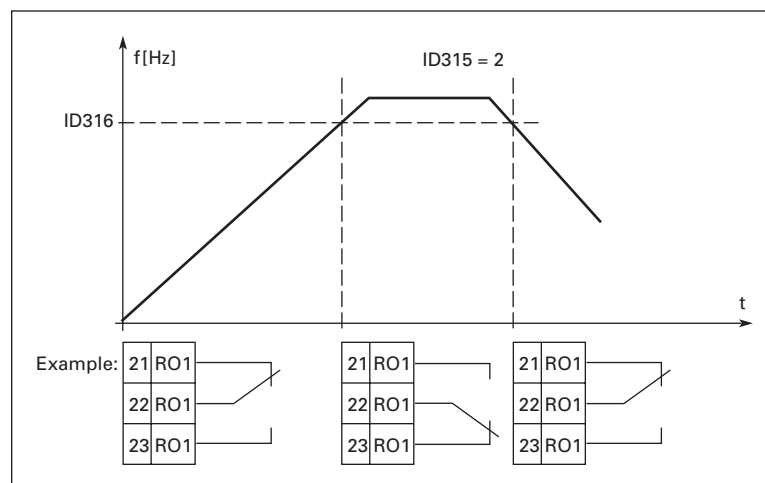 f[Hz]
ID315 = 2
ID316
t
Example:
21 RO1
22 RO1
23 RO1
21 RO1
22 RO1
23 RO1
21 RO1
22 RO1
23 RO1